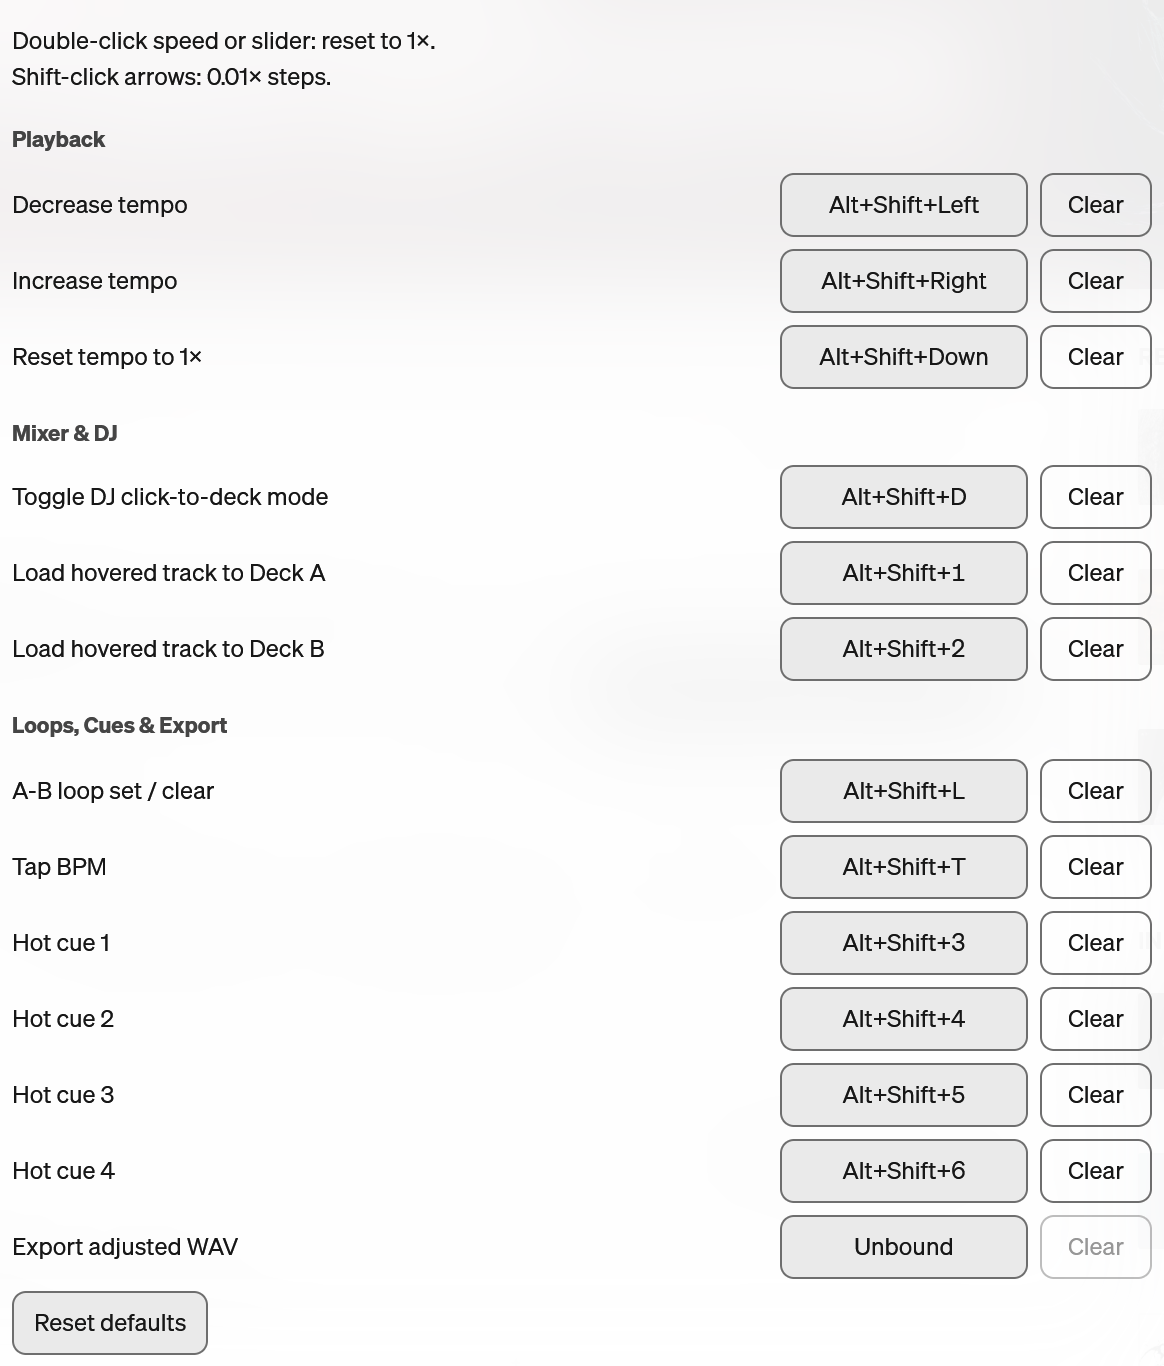 Double-click speed or slider: reset to 1×.
Shift-click arrows: 0.01× steps.
Playback
Decrease tempo Alt+Shift+Left Clear
Increase tempo Alt+Shift+Right Clear
Reset tempo to 1× Alt+Shift+Down Clear
Mixer & DJ
Toggle DJ click-to-deck mode Alt+Shift+D Clear
Load hovered track to Deck A Alt+Shift+1 Clear
Load hovered track to Deck B Alt+Shift+2 Clear
Loops, Cues & Export
A-B loop set / clear Alt+Shift+L Clear
Tap BPM Alt+Shift+T Clear
Hot cue 1 Alt+Shift+3 Clear
Hot cue 2 Alt+Shift+4 Clear
Hot cue 3 Alt+Shift+5 Clear
Hot cue 4 Alt+Shift+6 Clear
Export adjusted WAV Unbound Clear
Reset defaults